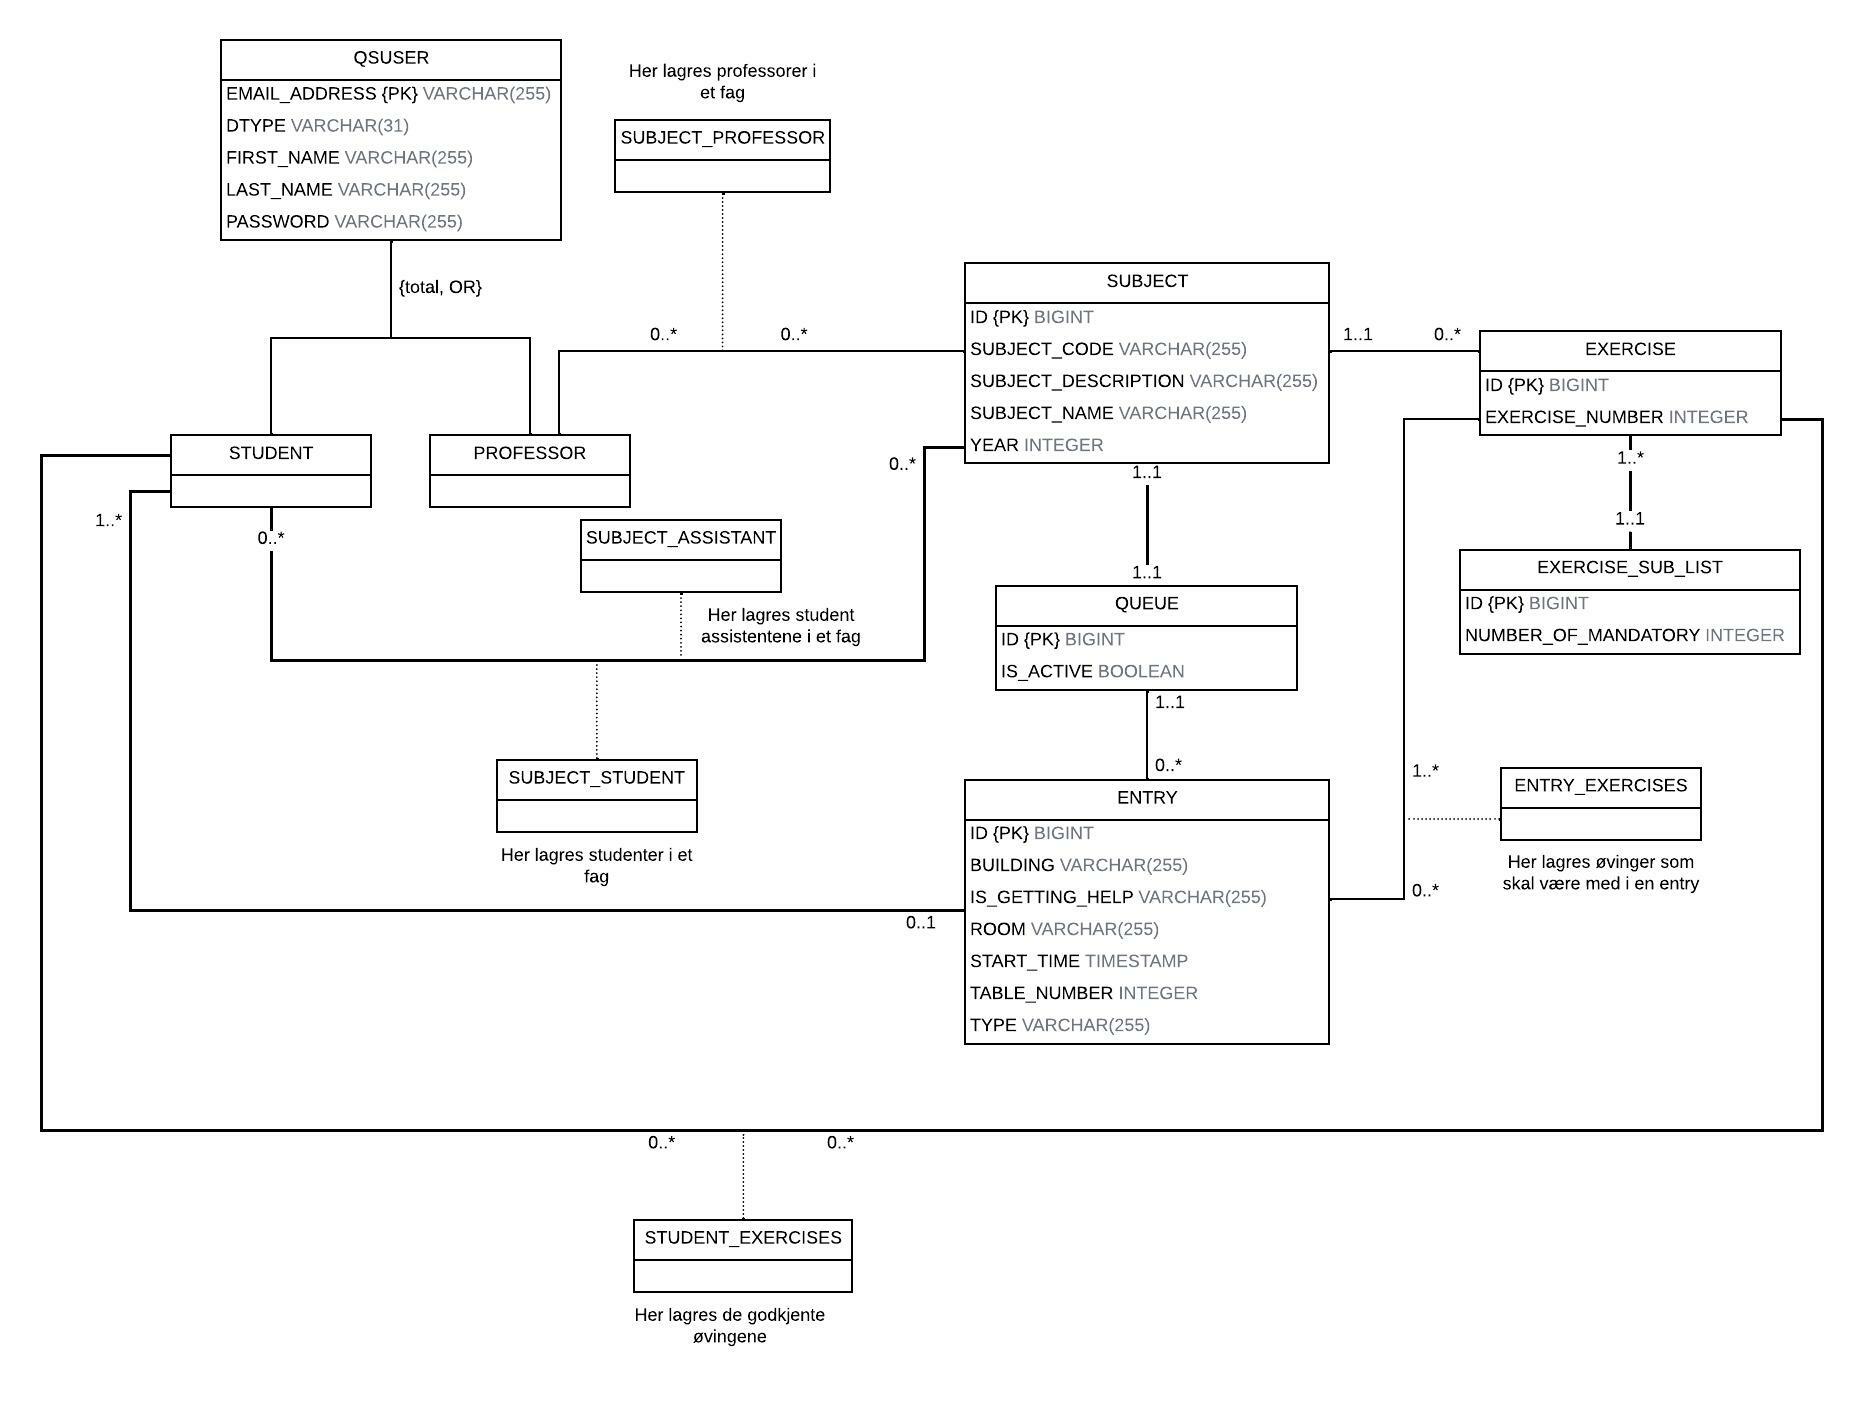 QSUSER
EMAIL_ADDRESS {PK} VARCHAR(255)
DTYPE VARCHAR(31)
FIRST_NAME VARCHAR(255)
LAST_NAME VARCHAR(255)
PASSWORD VARCHAR(255)
{total, OR}
Her lagres professorer i
et fag
SUBJECT_PROFESSOR
0..*
0..*
SUBJECT
ID {PK} BIGINT
SUBJECT_CODE VARCHAR(255)
SUBJECT_DESCRIPTION VARCHAR(255)
SUBJECT_NAME VARCHAR(255)
YEAR INTEGER
1..1
0..*
EXERCISE
ID {PK} BIGINT
EXERCISE_NUMBER INTEGER
STUDENT
PROFESSOR
0..*
1..1
1..*
1..*
0..*
SUBJECT_ASSISTANT
Her lagres student
assistentene i et fag
1..1
1..1
EXERCISE_SUB_LIST
ID {PK} BIGINT
NUMBER_OF_MANDATORY INTEGER
QUEUE
ID {PK} BIGINT
IS_ACTIVE BOOLEAN
1..1
0..*
SUBJECT_STUDENT
Her lagres studenter i et
fag
ENTRY
ID {PK} BIGINT
BUILDING VARCHAR(255)
IS_GETTING_HELP VARCHAR(255)
ROOM VARCHAR(255)
START_TIME TIMESTAMP
TABLE_NUMBER INTEGER
TYPE VARCHAR(255)
0..1
1..*
0..*
ENTRY_EXERCISES
Her lagres øvinger som
skal være med i en entry
0..*
0..*
STUDENT_EXERCISES
Her lagres de godkjente
øvingene